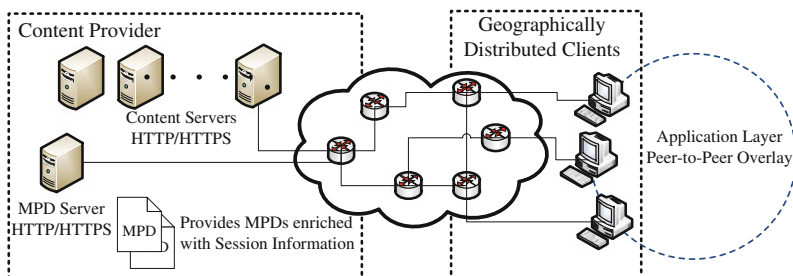 Content Provider
Geographically
Distributed Clients
Content Servers
HTTP/HTTPS
Application Layer
Peer-to-Peer Overlay
MPD Server
HTTP/HTTPS
MPD
D
Provides MPDs enriched
with Session Information